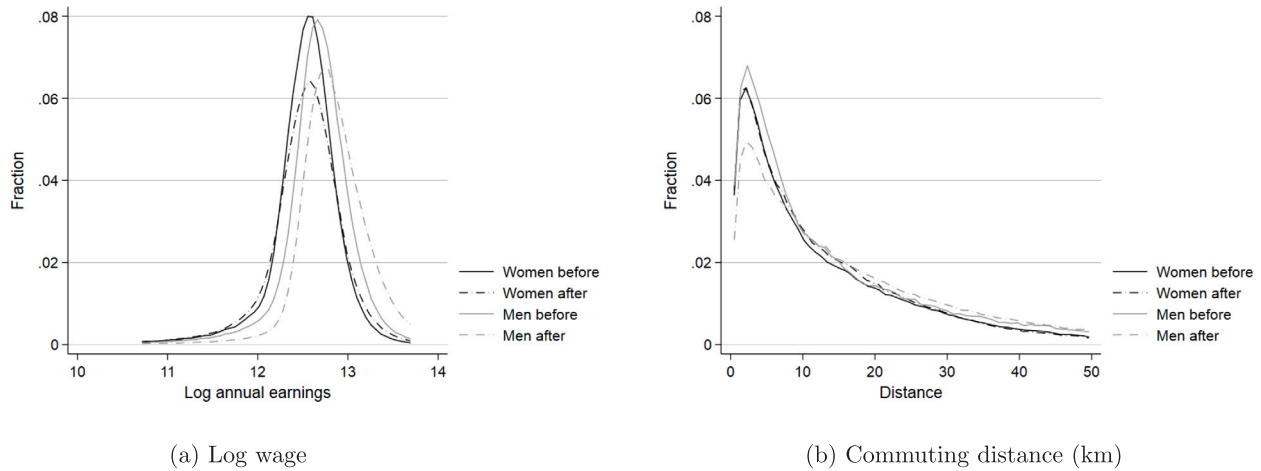 .08
.06
.04
.02
0
Fraction
10 11 12 13 14
Log annual earnings
Women before
Women after
Men before
Men after
(a) Log wage
.08
.06
.04
.02
0
Fraction
0 10 20 30 40 50
Distance
Women before
Women after
Men before
Men after
(b) Commuting distance (km)